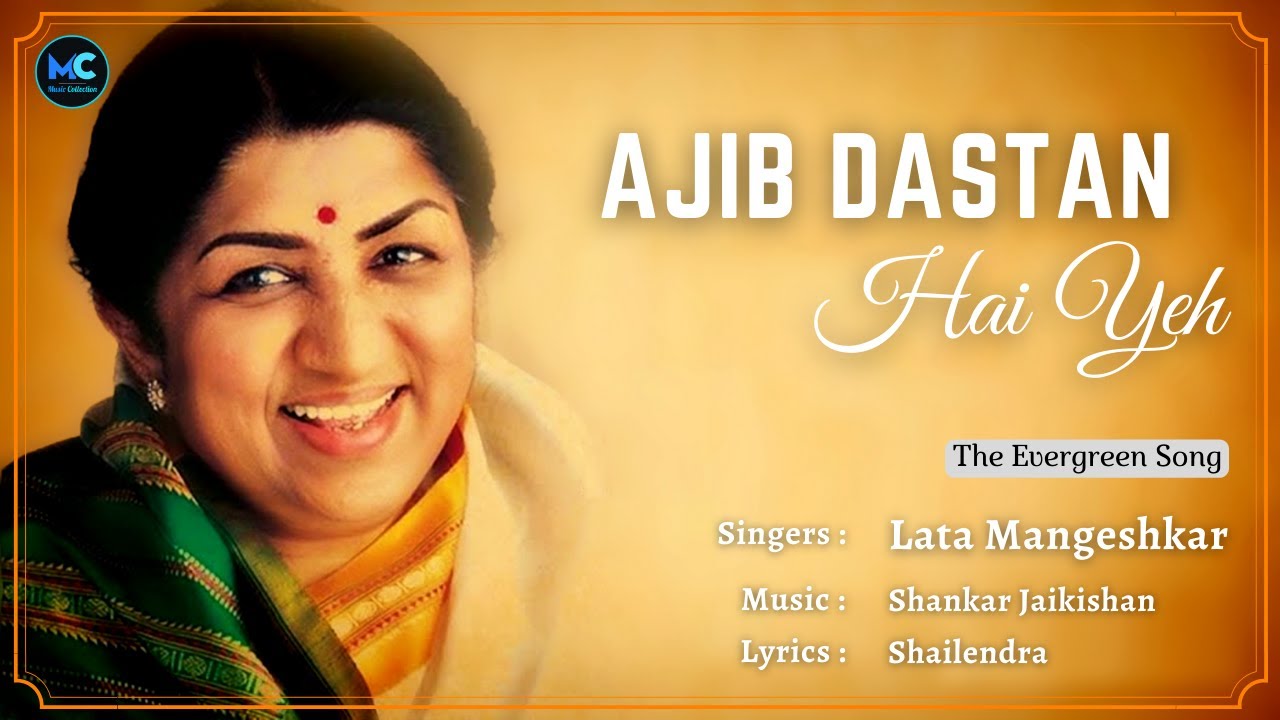 MC
Music Collection
AJIB DASTAN
Hai Yeh
The Evergreen Song
Singers : Lata Mangeshkar
Music : Shankar Jaikishan
Lyrics : Shailendra